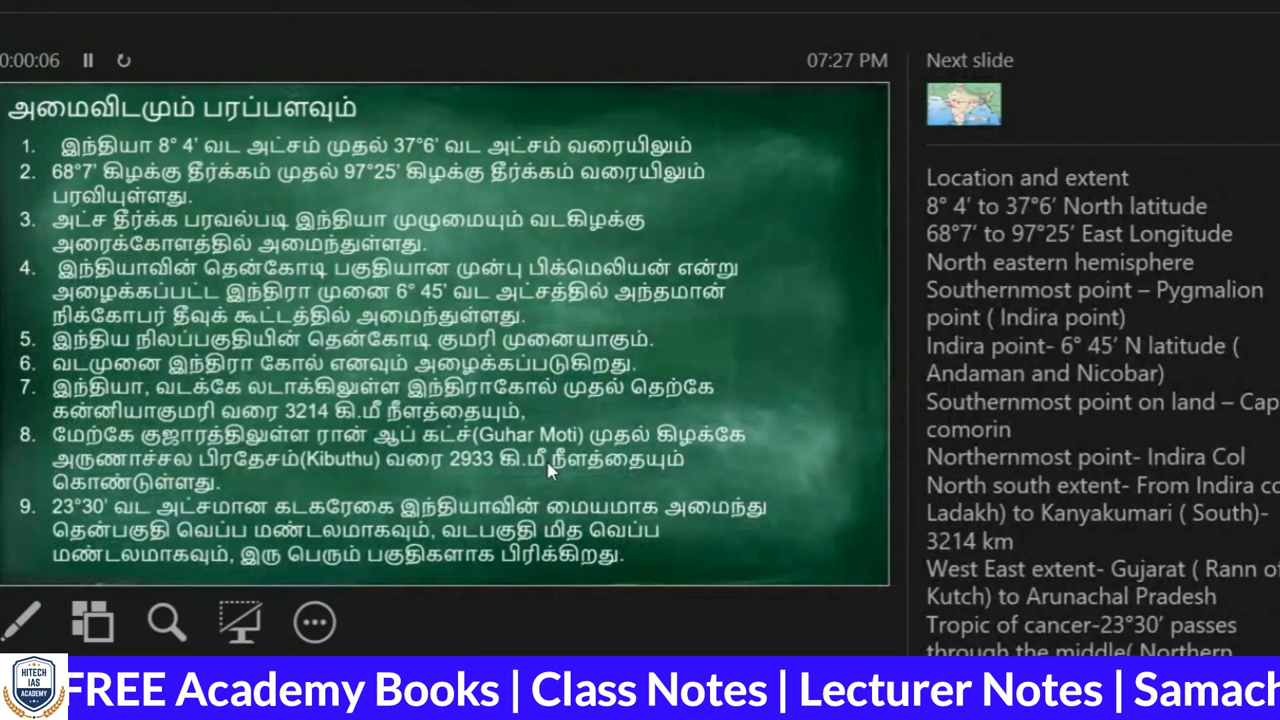 0:00:06
07:27 PM
Next slide
அமைவிடமும் பரப்பளவும்
1. இந்தியா 8° 4' வட அட்சம் முதல் 37°6' வட அட்சம் வரையிலும்
2. 68°7' கிழக்கு தீர்க்கம் முதல் 97°25' கிழக்கு தீர்க்கம் வரையிலும்
பரவியுள்ளது.
3. அட்ச தீர்க்க பரவல்படி இந்தியா முழுமையும் வடகிழக்கு
அரைக்கோளத்தில் அமைந்துள்ளது.
4. இந்தியாவின் தென்கோடி பகுதியான முன்பு பிக்மெலியன் என்று
அழைக்கப்பட்ட இந்திரா முனை 6° 45' வட அட்சத்தில் அந்தமான்
நிக்கோபர் தீவுக் கூட்டத்தில் அமைந்துள்ளது.
5. இந்திய நிலப்பகுதியின் தென்கோடி குமரி முனையாகும்.
6. வடமுனை இந்திரா கோல் எனவும் அழைக்கப்படுகிறது.
7. இந்தியா, வடக்கே லடாக்கிலுள்ள இந்திராகோல் முதல் தெற்கே
கன்னியாகுமரி வரை 3214 கி.மீ நீளத்தையும்,
8. மேற்கே குஜாரத்திலுள்ள ரான் ஆப் கட்ச்(Guhar Moti) முதல் கிழக்கே
அருணாச்சல பிரதேசம்(Kibuthu) வரை 2933 கி.மீ நீளத்தையும்
கொண்டுள்ளது.
9. 23°30' வட அட்சமான கடகரேகை இந்தியாவின் மையமாக அமைந்து
தென்பகுதி வெப்ப மண்டலமாகவும், வடபகுதி மித வெப்ப
மண்டலமாகவும், இரு பெரும் பகுதிகளாக பிரிக்கிறது.
Location and extent
8° 4' to 37°6' North latitude
68°7' to 97°25' East Longitude
North eastern hemisphere
Southernmost point – Pygmalion
point ( Indira point)
Indira point- 6° 45' N latitude (
Andaman and Nicobar)
Southernmost point on land – Cap
comorin
Northernmost point- Indira Col
North south extent- From Indira co
Ladakh) to Kanyakumari ( South)-
3214 km
West East extent- Gujarat ( Rann of
Kutch) to Arunachal Pradesh
Tropic of cancer-23°30' passes
through the middle( Northern
HITECH
IAS
ACADEMY
FREE Academy Books | Class Notes | Lecturer Notes | Samach